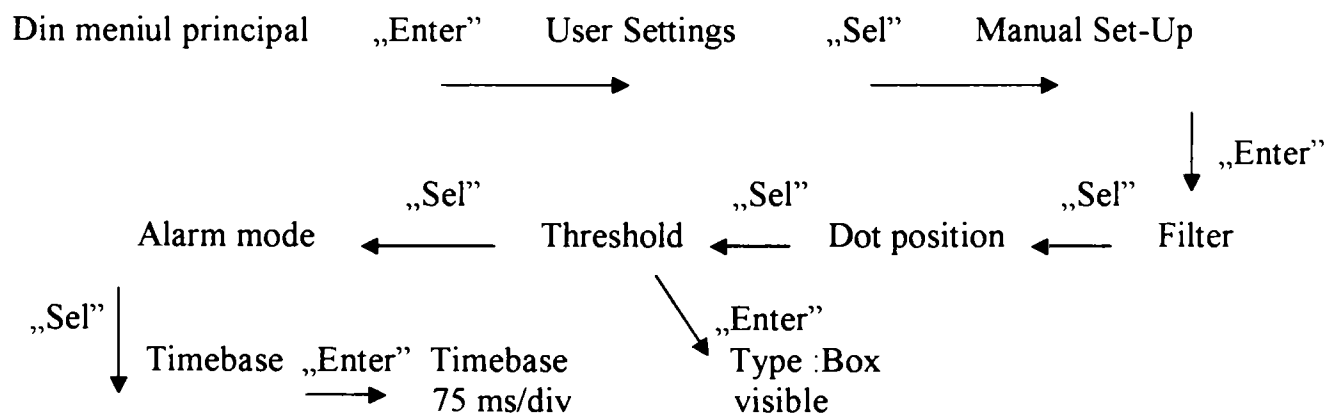 Din meniul principal „Enter” User Settings „Sel” Manual Set-Up
„Enter”
„Sel” „Sel” „Sel”
Alarm mode Threshold Dot position Filter
„Sel” „Enter”
Timebase „Enter” Timebase Type :Box
75 ms/div visible